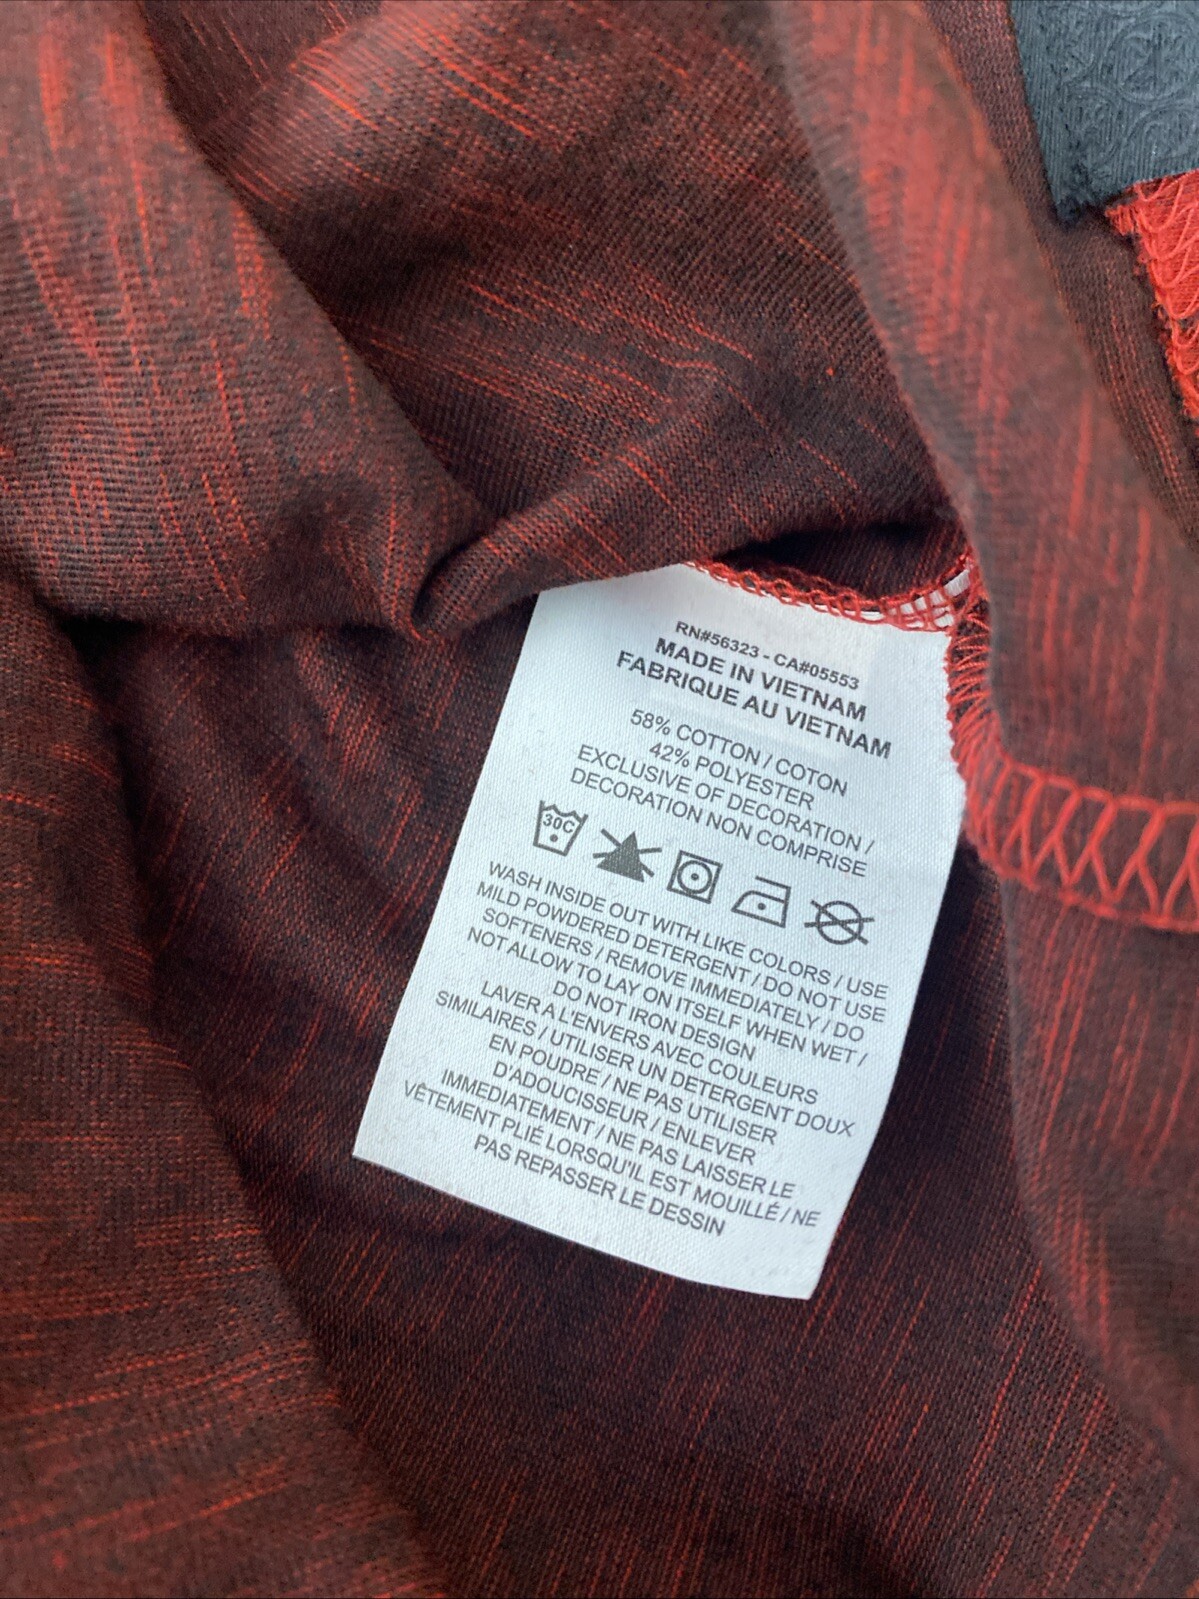 RN#56323 - CA#05553
MADE IN VIETNAM
FABRIQUE AU VIETNAM
58% COTTON / COTON
42% POLYESTER
EXCLUSIVE OF DECORATION /
DECORATION NON COMPRISE
30C
WASH INSIDE OUT WITH LIKE COLORS / USE
MILD POWDERED DETERGENT / DO NOT USE
SOFTENERS / REMOVE IMMEDIATELY / DO
NOT ALLOW TO LAY ON ITSELF WHEN WET /
DO NOT IRON DESIGN
LAVER A L'ENVERS AVEC COULEURS
SIMILAIRES / UTILISER UN DETERGENT DOUX
EN POUDRE / NE PAS UTILISER
D'ADOUCISSEUR / ENLEVER
IMMEDIATEMENT / NE PAS LAISSER LE
VÊTEMENT PLIÉ LORSQU'IL EST MOUILLÉ / NE
PAS REPASSER LE DESSIN